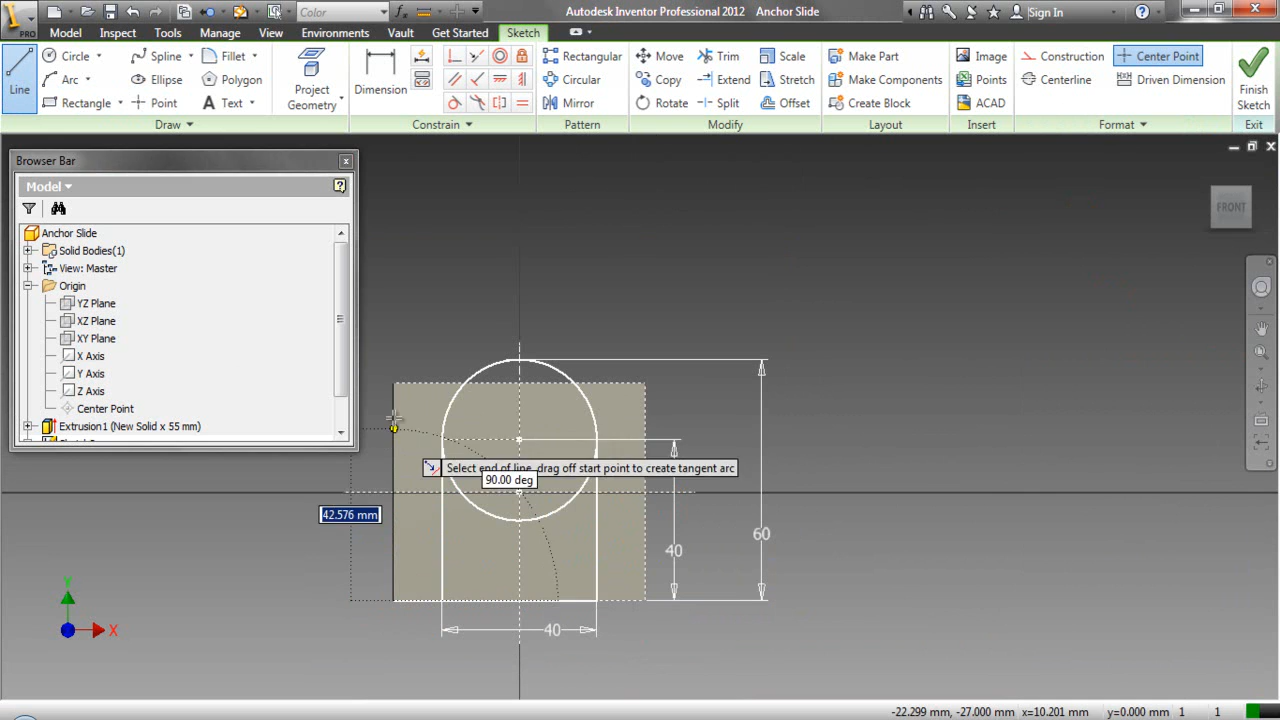 PRO
Color
Autodesk Inventor Professional 2012 Anchor Slide
Sign In
Model Inspect Tools Manage View Environments Vault Get Started Sketch
Line
Circle
Arc
Rectangle
Spline
Ellipse
Point
Fillet
Polygon
Text
Project
Geometry
Dimension
Rectangular
Circular
Mirror
Move
Copy
Rotate
Trim
Extend
Split
Scale
Stretch
Offset
Make Part
Make Components
Create Block
Image
Points
ACAD
Construction
Centerline
Center Point
Driven Dimension
Finish
Sketch
Draw
Constrain
Pattern
Modify
Layout
Insert
Format
Exit
Browser Bar
Model
Anchor Slide
Solid Bodies(1)
View: Master
Origin
YZ Plane
XZ Plane
XY Plane
X Axis
Y Axis
Z Axis
Center Point
Extrusion1 (New Solid x 55 mm)
FRONT
Select end of line, drag off start point to create tangent arc
90.00 deg
42.576 mm
40
60
40
Y
X
-22.299 mm, -27.000 mm x=10.201 mm y=0.000 mm 1 1